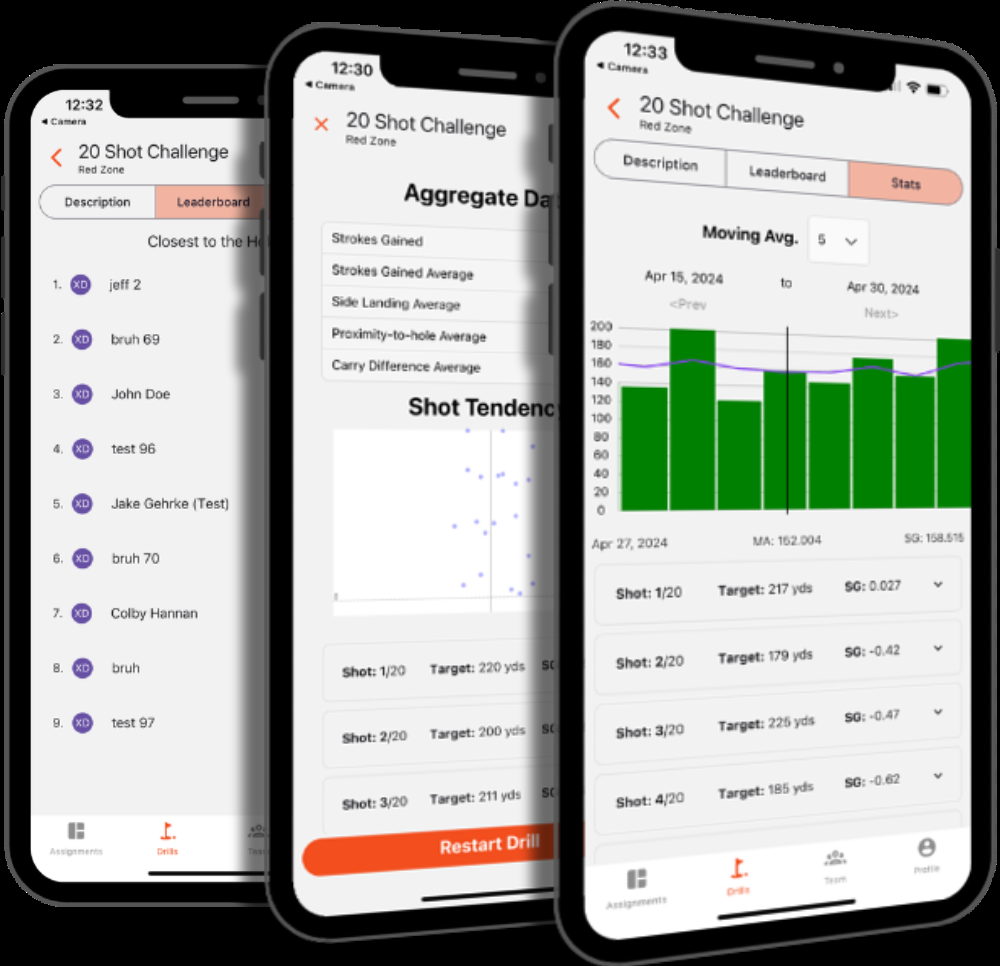 12:32
◂ Camera
20 Shot Challenge
Red Zone
Description Leaderboard
Closest to the Ho
1. XD jeff 2
2. XD bruh 69
3. XD John Doe
4. XD test 96
5. XD Jake Gehrke (Test)
6. XD bruh 70
7. XD Colby Hannan
8. XD bruh
9. XD test 97
Assignments Drills Team
12:30
◂ Camera
20 Shot Challenge
Red Zone
Aggregate Da
Strokes Gained
Strokes Gained Average
Side Landing Average
Proximity-to-hole Average
Carry Difference Average
Shot Tendenc
0
Shot: 1/20 Target: 220 yds SG
Shot: 2/20 Target: 200 yds SG
Shot: 3/20 Target: 211 yds SG
Restart Drill
12:33
◂ Camera
20 Shot Challenge
Red Zone
Description Leaderboard Stats
Moving Avg. 5
Apr 15, 2024 to Apr 30, 2024
<Prev Next>
200
180
160
140
120
100
80
60
40
20
0
Apr 27, 2024 MA: 152.004 SG: 158.515
Shot: 1/20 Target: 217 yds SG: 0.027
Shot: 2/20 Target: 179 yds SG: -0.42
Shot: 3/20 Target: 225 yds SG: -0.47
Shot: 4/20 Target: 185 yds SG: -0.62
Assignments Drills Team Profile